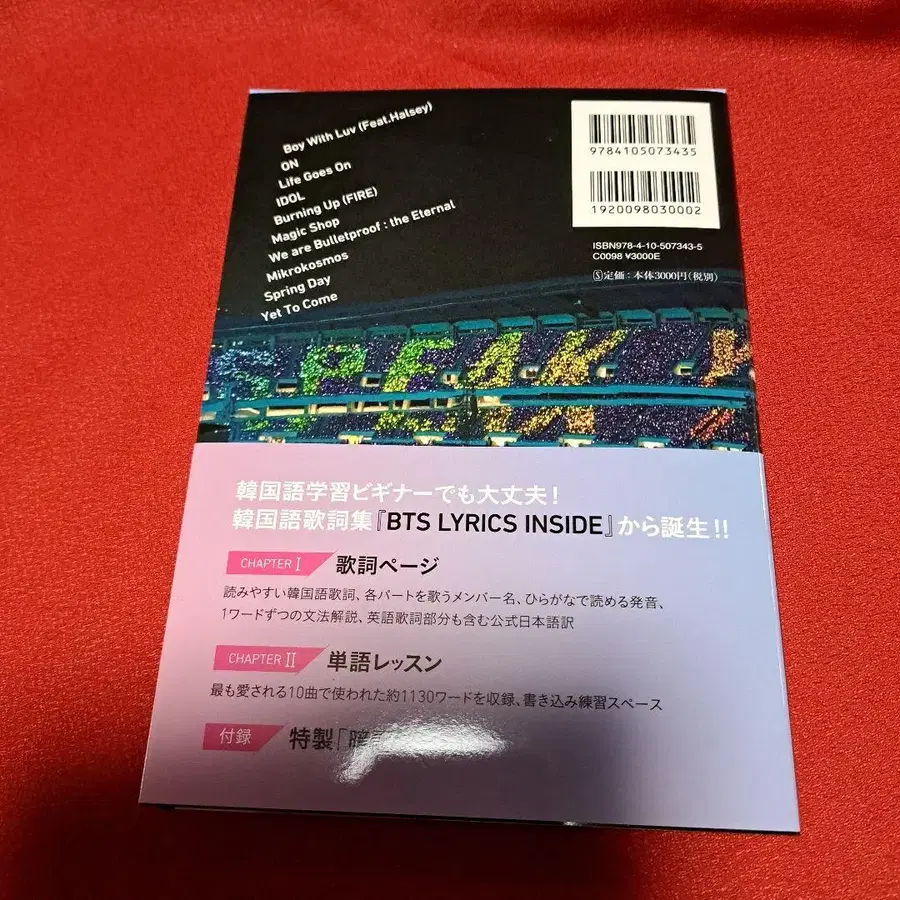 Boy With Luv (Feat.Halsey)
ON
Life Goes On
IDOL
Burning Up (FIRE)
Magic Shop
We are Bulletproof : the Eternal
Mikrokosmos
Spring Day
Yet To Come
9784105073435
1920098030002
ISBN978-4-10-507343-5
C0098 ¥3000E
Ⓢ定価:本体3000円(税別)
SPEAK
韓国語学習ビギナーでも大丈夫!
韓国語歌詞集『BTS LYRICS INSIDE』から誕生!!
CHAPTER Ⅰ 歌詞ページ
読みやすい韓国語歌詞、各パートを歌うメンバー名、ひらがなで読める発音、
1ワードずつの文法解説、英語歌詞部分も含む公式日本語訳
CHAPTER Ⅱ 単語レッスン
最も愛される10曲で使われた約1130ワードを収録、書き込み練習スペース
付録 特製「暗